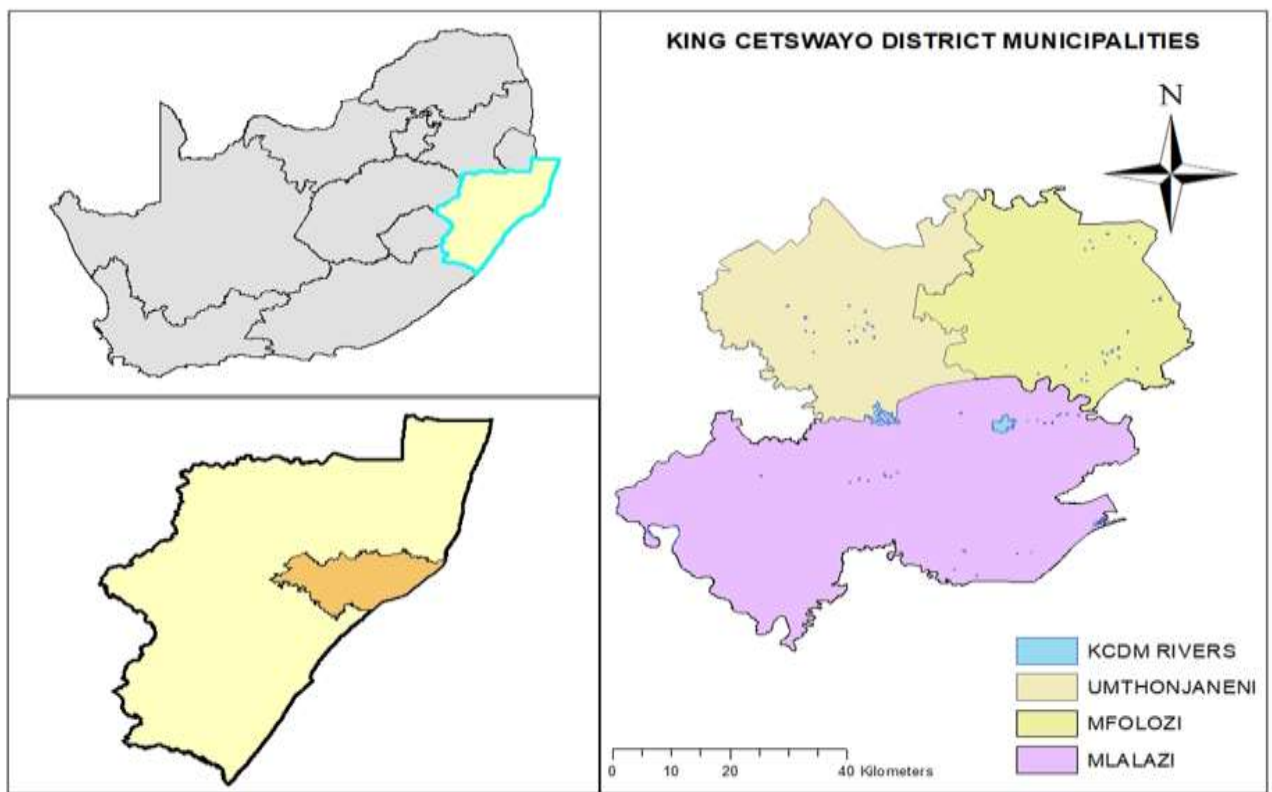 KING CETSWAYO DISTRICT MUNICIPALITIES
N
KCDM RIVERS
UMTHONJANENI
MFOLOZI
MLALAZI
0 10 20 40 Kilometers